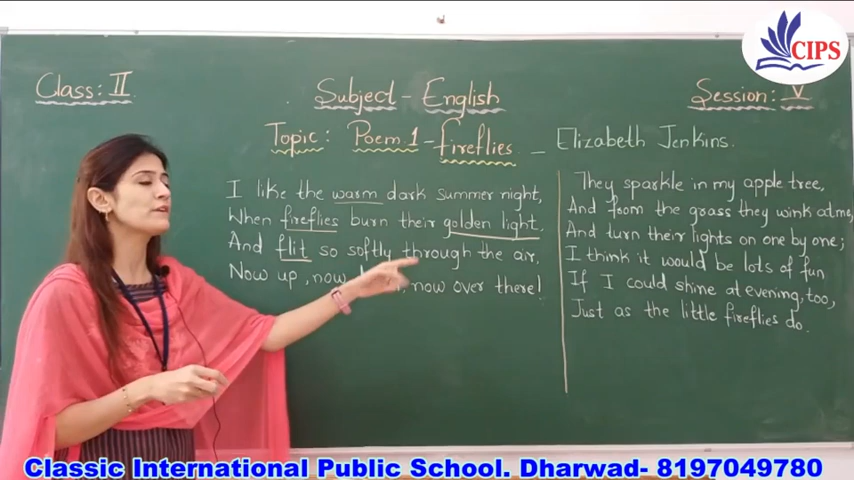 CIPS
Class: II
Subject - English
Session: V
Topic: Poem 1 - fireflies - Elizabeth Jenkins.
I like the warm dark summer night,
When fireflies burn their golden light.
And flit so softly through the air,
Now up, now , now over there!
They sparkle in my apple tree,
And from the grass they wink at me,
And turn their lights on one by one;
I think it would be lots of fun
If I could shine at evening, too,
Just as the little fireflies do.
Classic International Public School. Dharwad- 8197049780